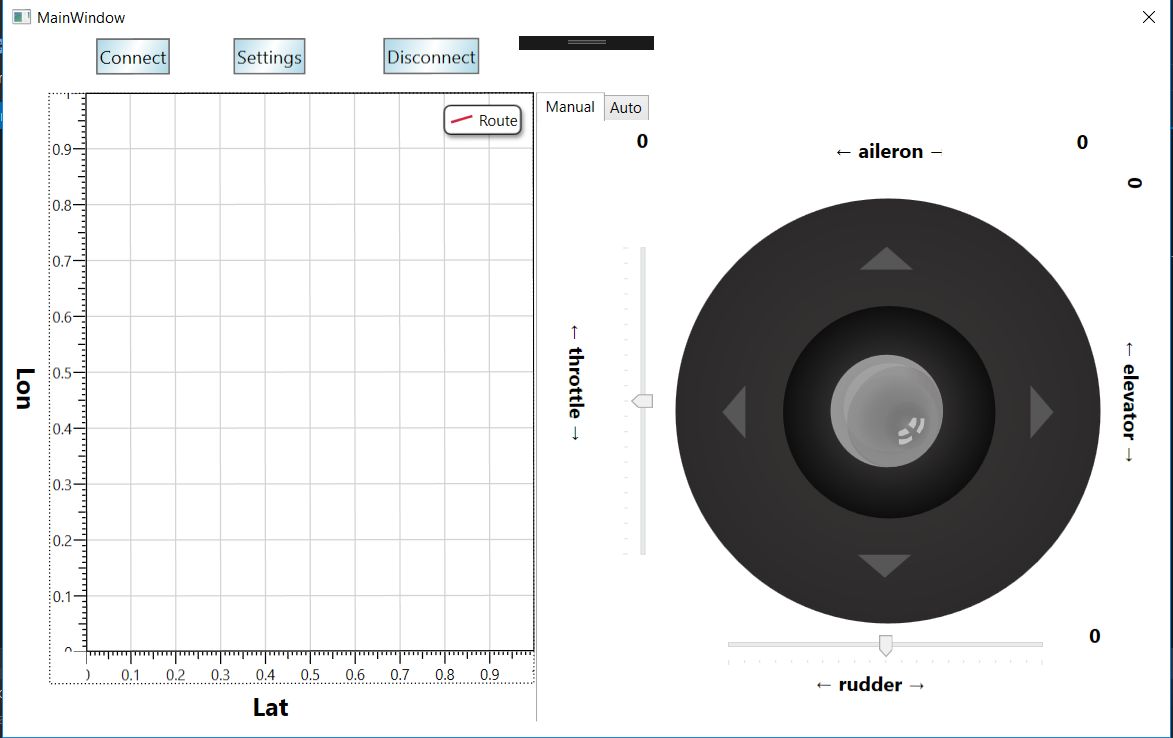 MainWindow
Connect
Settings
Disconnect
Route
0.9
0.8
0.7
0.6
0.5
0.4
0.3
0.2
0.1
0
Lon
0.1 0.2 0.3 0.4 0.5 0.6 0.7 0.8 0.9
Lat
Manual
Auto
0
← aileron –
0
0
← throttle →
← elevator →
0
← rudder →